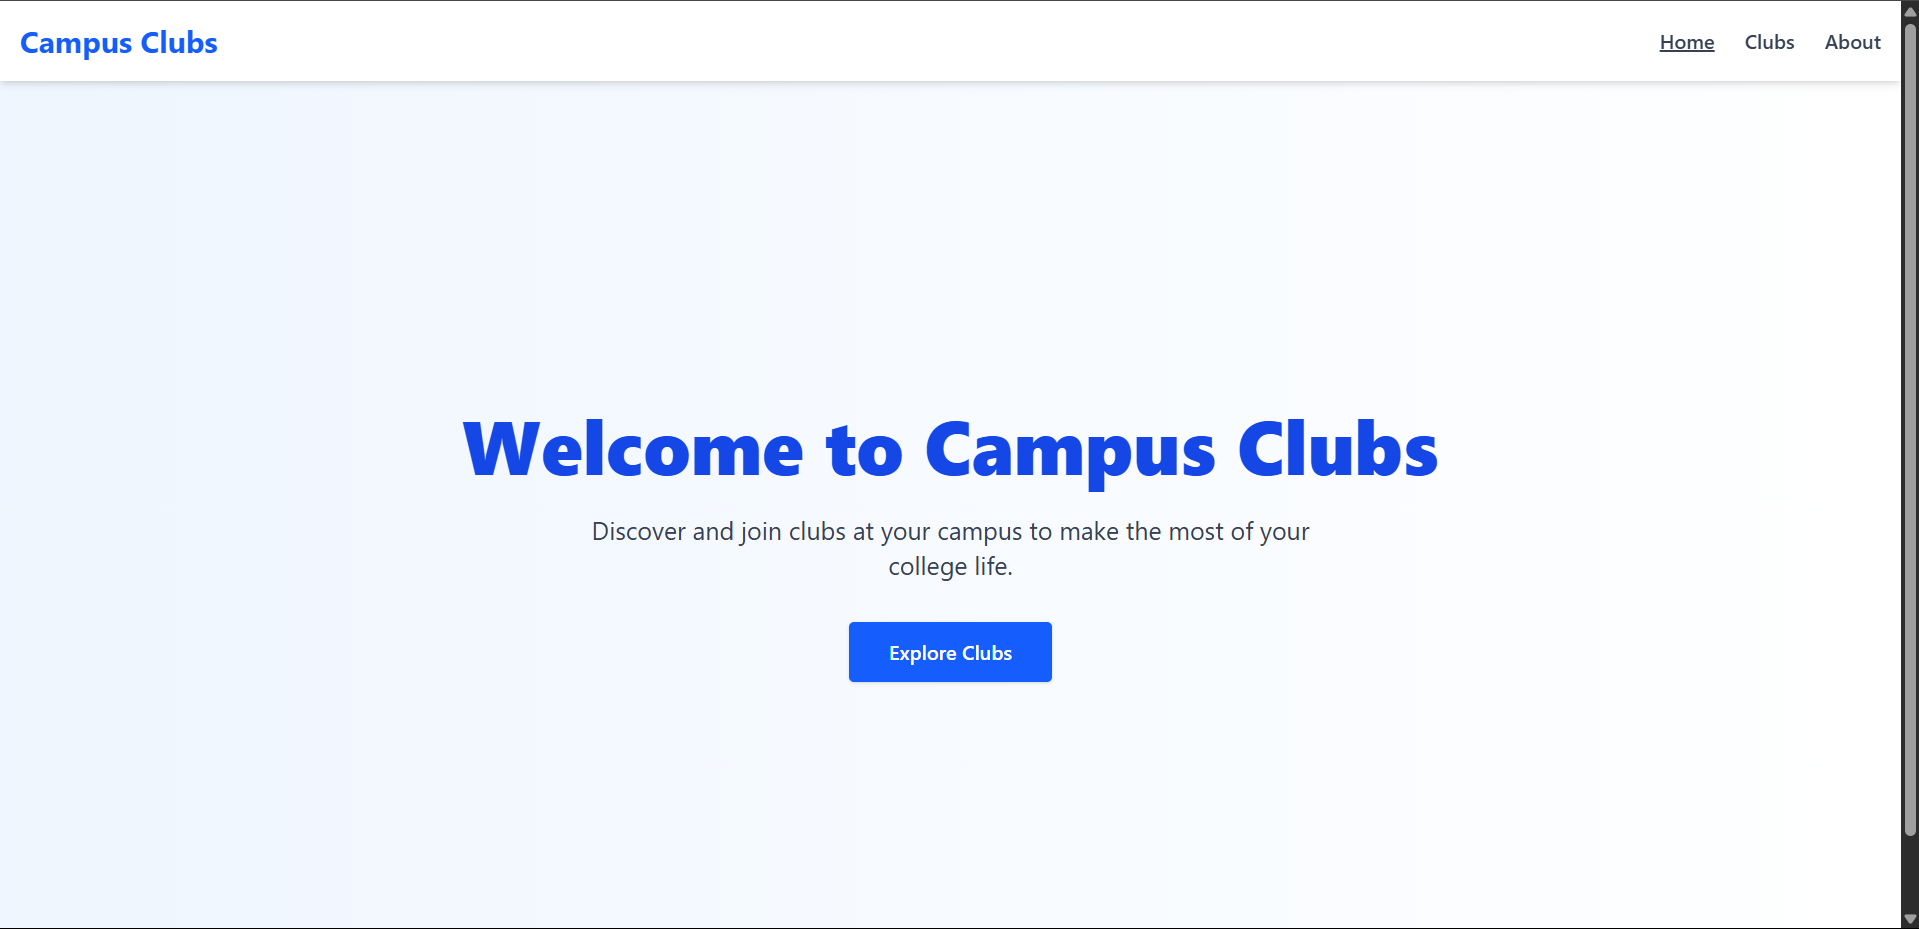 Campus Clubs
Home Clubs About
Welcome to Campus Clubs
Discover and join clubs at your campus to make the most of your
college life.
Explore Clubs